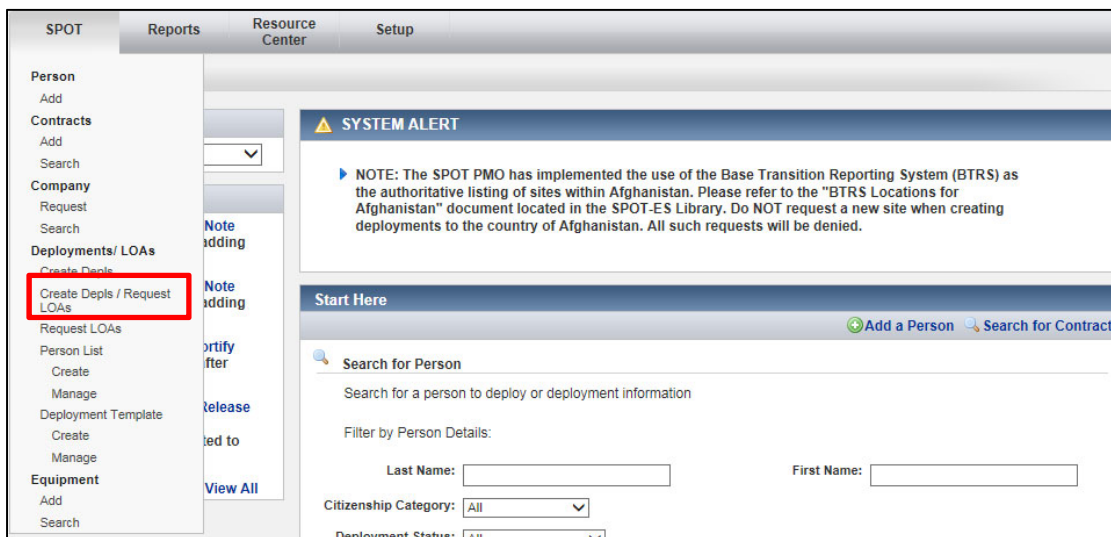 SPOT
Reports
Resource
Center
Setup
Person
Add
Contracts
Add
Search
Company
Request
Search
Deployments/ LOAs
Create Depls
Create Depls / Request
LOAs
Request LOAs
Person List
Create
Manage
Deployment Template
Create
Manage
Equipment
Add
Search
Note
adding
Note
adding
ortify
fter
Release
ted to
View All
SYSTEM ALERT
NOTE: The SPOT PMO has implemented the use of the Base Transition Reporting System (BTRS) as
the authoritative listing of sites within Afghanistan. Please refer to the "BTRS Locations for
Afghanistan" document located in the SPOT-ES Library. Do NOT request a new site when creating
deployments to the country of Afghanistan. All such requests will be denied.
Start Here
Add a Person
Search for Contract
Search for Person
Search for a person to deploy or deployment information
Filter by Person Details:
Last Name:
First Name:
Citizenship Category: All
Deployment Status: All